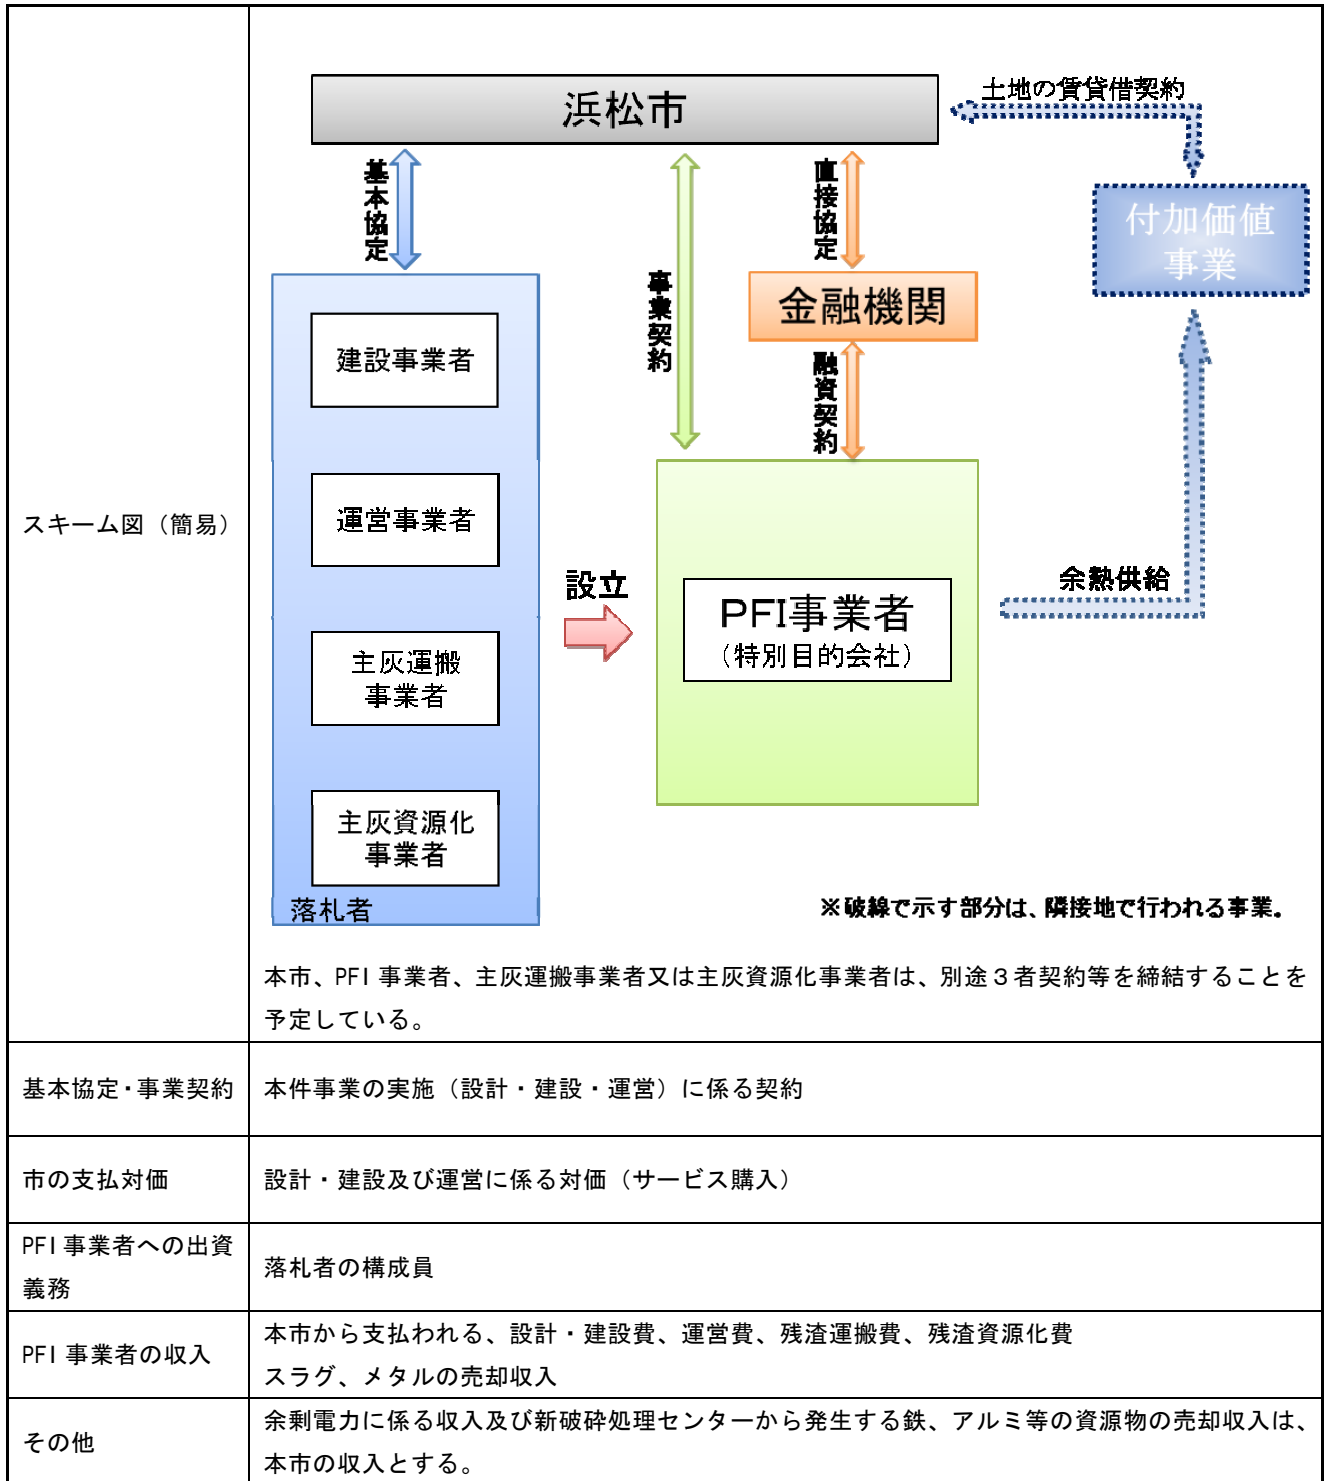 スキーム図（簡易）
浜松市
土地の賃貸借契約
基本協定
事業契約
直接協定
付加価値
事業
金融機関
融資契約
建設事業者
運営事業者
主灰運搬
事業者
主灰資源化
事業者
落札者
設立
PFI事業者
（特別目的会社）
余熱供給
※破線で示す部分は、隣接地で行われる事業。
本市、PFI 事業者、主灰運搬事業者又は主灰資源化事業者は、別途３者契約等を締結することを
予定している。
基本協定・事業契約
本件事業の実施（設計・建設・運営）に係る契約
市の支払対価
設計・建設及び運営に係る対価（サービス購入）
PFI 事業者への出資
義務
落札者の構成員
PFI 事業者の収入
本市から支払われる、設計・建設費、運営費、残渣運搬費、残渣資源化費
スラグ、メタルの売却収入
その他
余剰電力に係る収入及び新破砕処理センターから発生する鉄、アルミ等の資源物の売却収入は、
本市の収入とする。